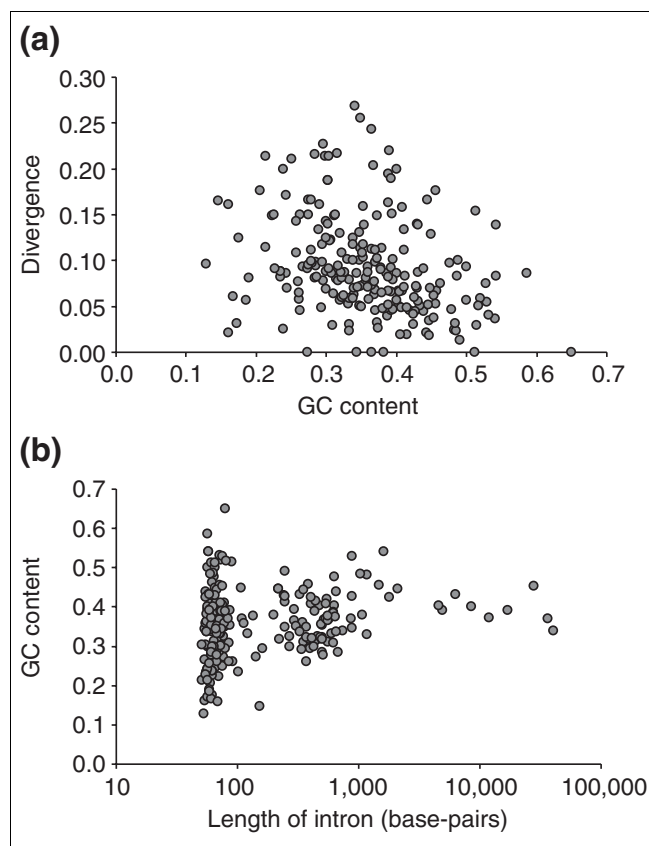 (a)
0.30
0.25
0.20
0.15
0.10
0.05
0.00
Divergence
0.0 0.1 0.2 0.3 0.4 0.5 0.6 0.7
GC content
(b)
0.7
0.6
0.5
0.4
0.3
0.2
0.1
0.0
GC content
10 100 1,000 10,000 100,000
Length of intron (base-pairs)